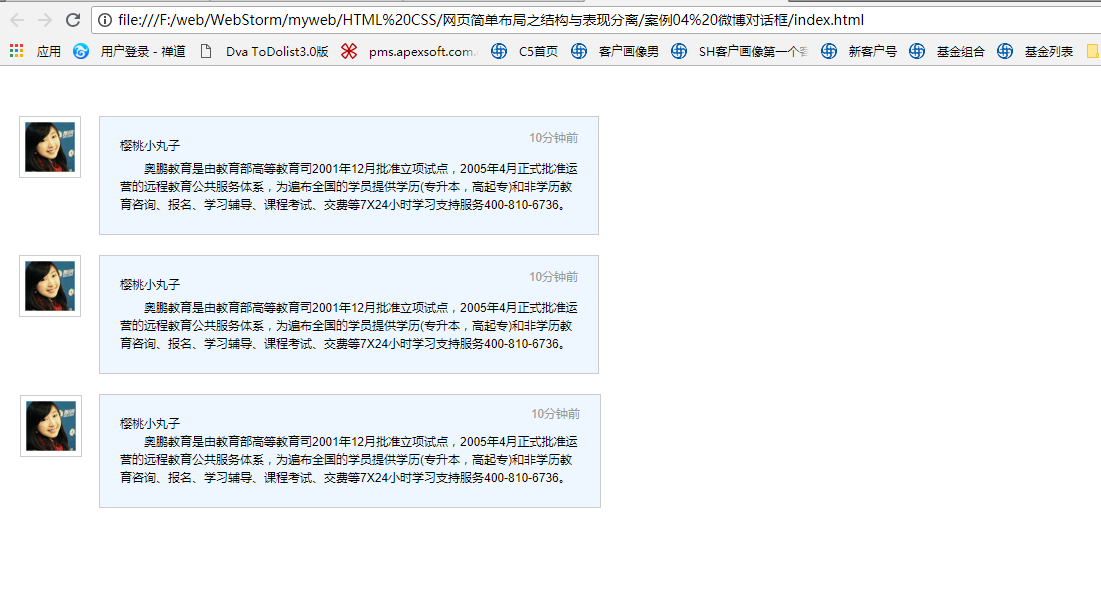 file:///F:/web/WebStorm/myweb/HTML%20CSS/网页简单布局之结构与表现分离/案例04%20微博对话框/index.html
应用 用户登录 - 禅道 Dva ToDolist3.0版 pms.apexsoft.com. C5首页 客户画像男 SH客户画像第一个客 新客户号 基金组合 基金列表
10分钟前
樱桃小丸子
奥鹏教育是由教育部高等教育司2001年12月批准立项试点，2005年4月正式批准运
营的远程教育公共服务体系，为遍布全国的学员提供学历(专升本，高起专)和非学历教
育咨询、报名、学习辅导、课程考试、交费等7X24小时学习支持服务400-810-6736。
10分钟前
樱桃小丸子
奥鹏教育是由教育部高等教育司2001年12月批准立项试点，2005年4月正式批准运
营的远程教育公共服务体系，为遍布全国的学员提供学历(专升本，高起专)和非学历教
育咨询、报名、学习辅导、课程考试、交费等7X24小时学习支持服务400-810-6736。
10分钟前
樱桃小丸子
奥鹏教育是由教育部高等教育司2001年12月批准立项试点，2005年4月正式批准运
营的远程教育公共服务体系，为遍布全国的学员提供学历(专升本，高起专)和非学历教
育咨询、报名、学习辅导、课程考试、交费等7X24小时学习支持服务400-810-6736。